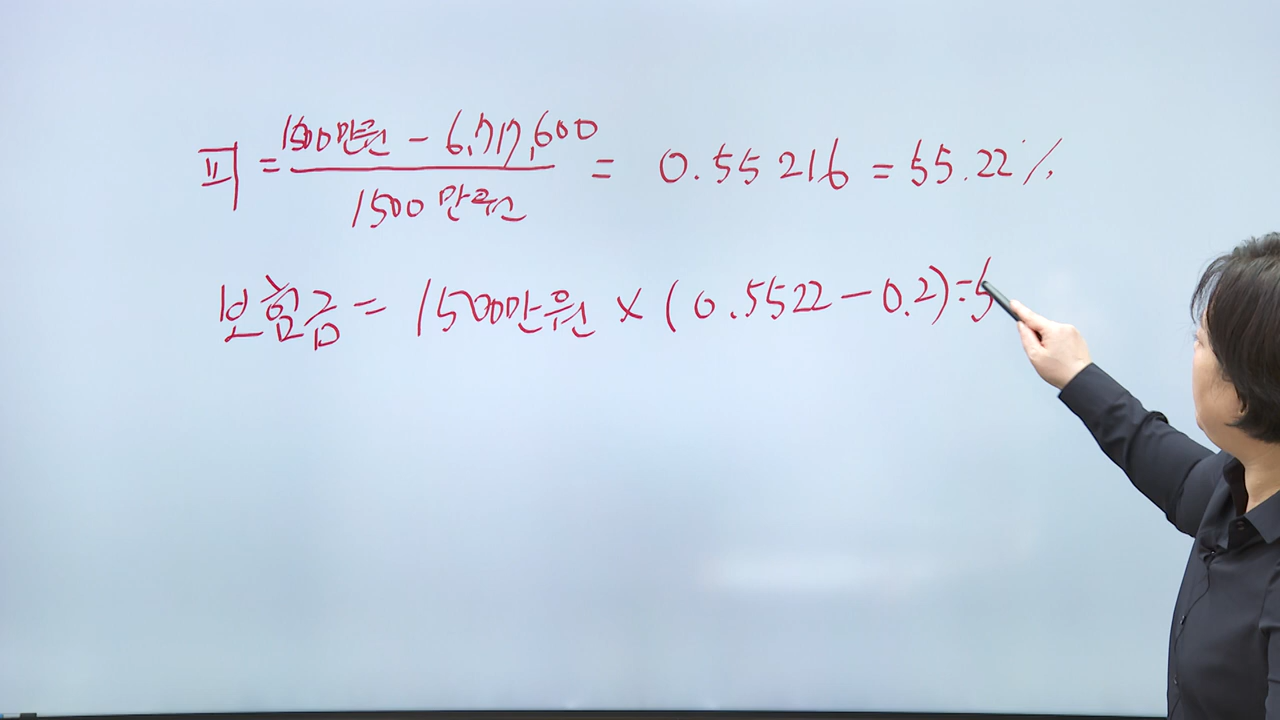 피 = 1500만원 - 6,717,600 / 1500만원 = 0.55216 = 55.22%
보험금 = 1500만원 × (0.5522 - 0.2) = 5